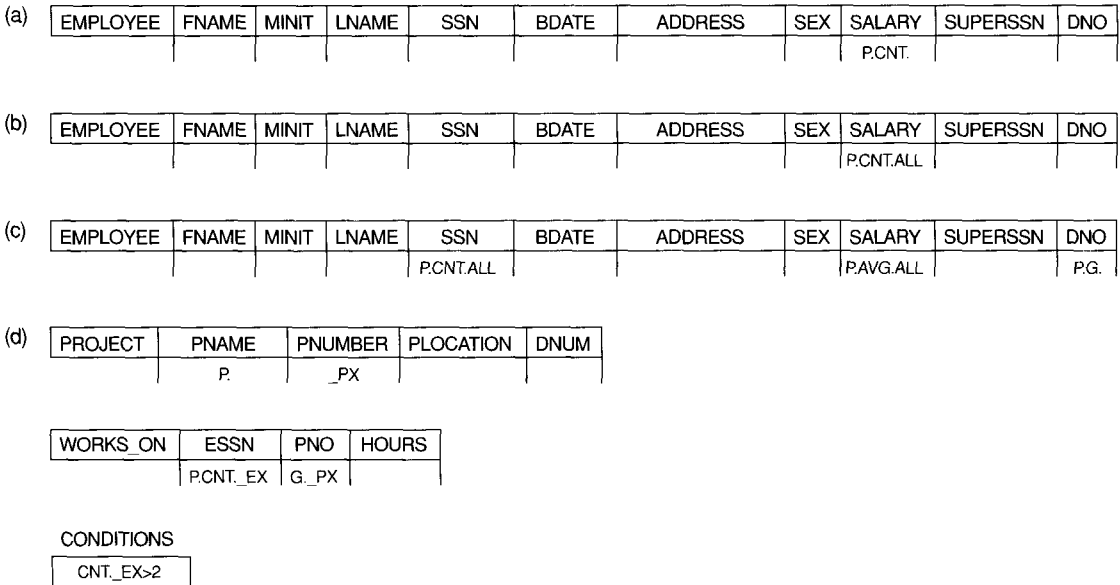 (a) EMPLOYEE FNAME MINIT LNAME SSN BDATE ADDRESS SEX SALARY SUPERSSN DNO
P.CNT.
(b) EMPLOYEE FNAME MINIT LNAME SSN BDATE ADDRESS SEX SALARY SUPERSSN DNO
P.CNT.ALL
(c) EMPLOYEE FNAME MINIT LNAME SSN BDATE ADDRESS SEX SALARY SUPERSSN DNO
P.CNT.ALL P.AVG.ALL P.G.
(d) PROJECT PNAME PNUMBER PLOCATION DNUM
P. _PX
WORKS_ON ESSN PNO HOURS
P.CNT._EX G._PX
CONDITIONS
CNT._EX>2